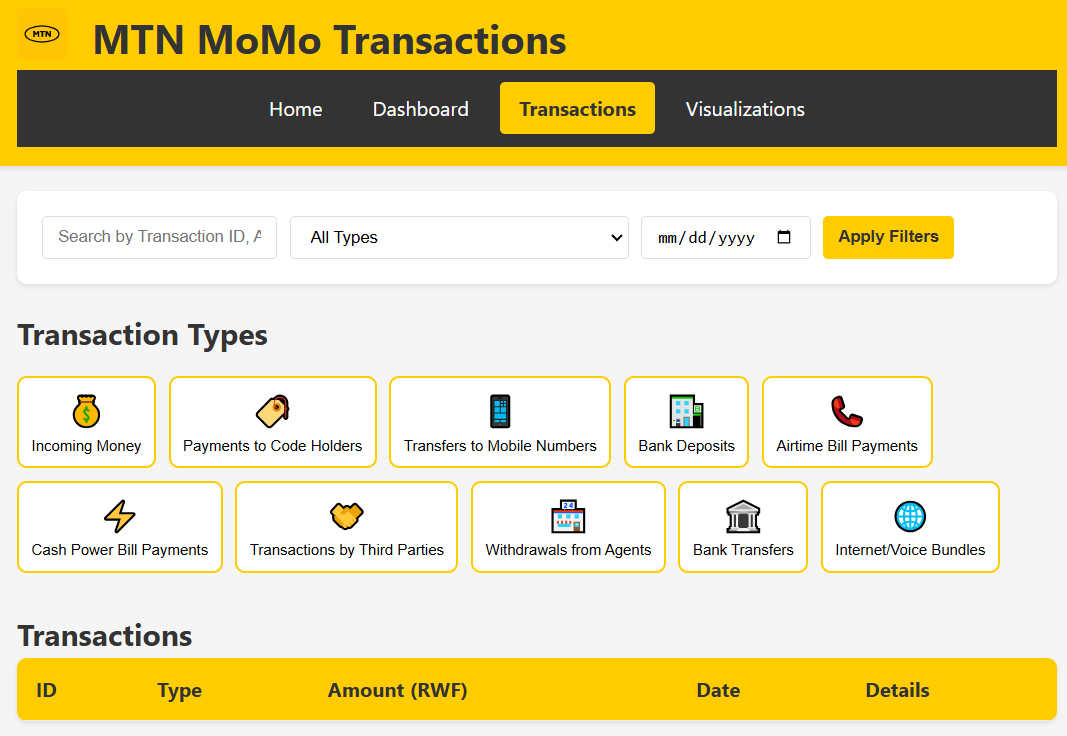 MTN
MTN MoMo Transactions
Home
Dashboard
Transactions
Visualizations
Search by Transaction ID, A
All Types
mm/dd/yyyy
Apply Filters
Transaction Types
Incoming Money
Payments to Code Holders
Transfers to Mobile Numbers
Bank Deposits
Airtime Bill Payments
24
Cash Power Bill Payments
Transactions by Third Parties
Withdrawals from Agents
Bank Transfers
Internet/Voice Bundles
Transactions
ID
Type
Amount (RWF)
Date
Details